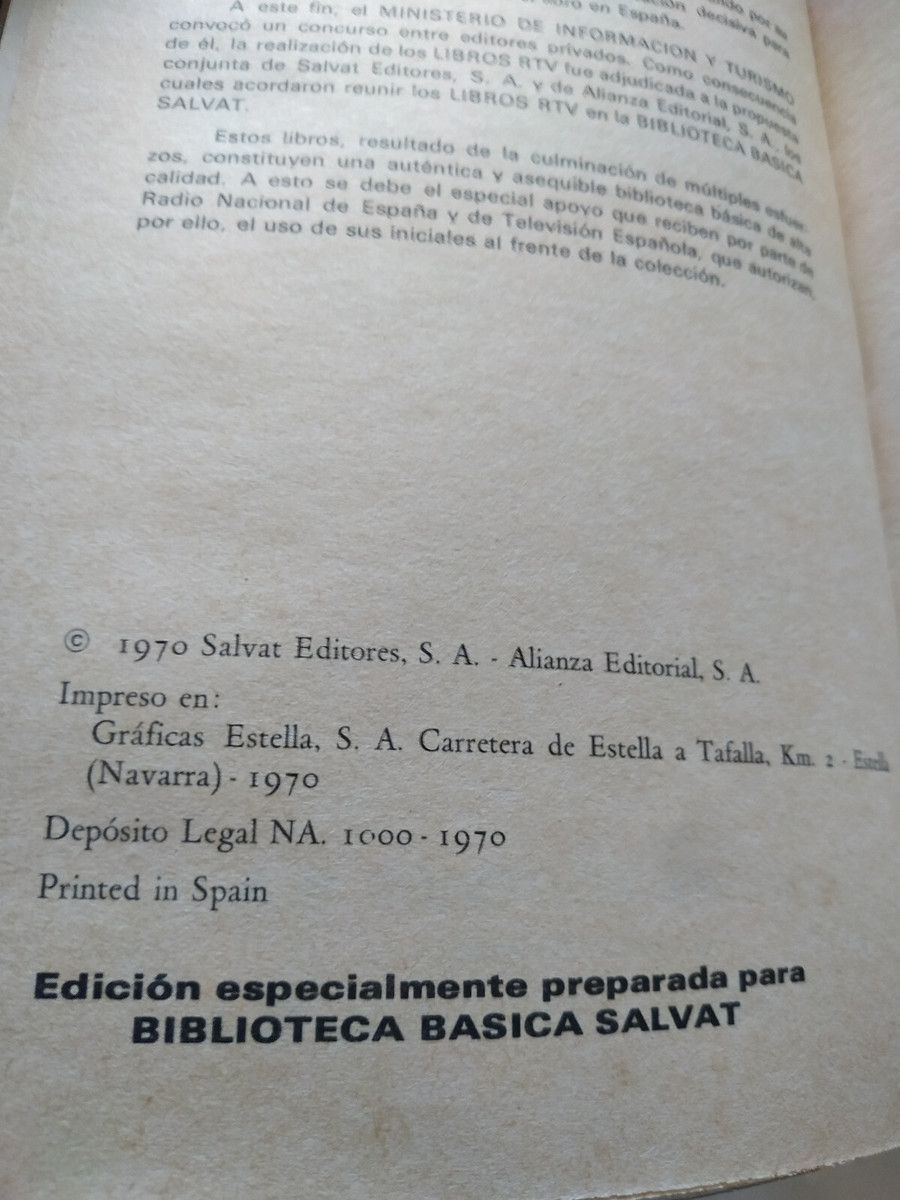 por su
decisiva para
en España.
A este fin, el MINISTERIO DE INFORMACION Y TURISMO
convocó un concurso entre editores privados. Como consecuencia
de él, la realización de los LIBROS RTV fue adjudicada a la propuesta
conjunta de Salvat Editores, S. A. y de Alianza Editorial, S. A., los
cuales acordaron reunir los LIBROS RTV en la BIBLIOTECA BASICA
SALVAT.
Estos libros, resultado de la culminación de múltiples esfuer-
zos, constituyen una auténtica y asequible biblioteca básica de alta
calidad. A esto se debe el especial apoyo que reciben por parte de
Radio Nacional de España y de Televisión Española, que autorizan,
por ello, el uso de sus iniciales al frente de la colección.
© 1970 Salvat Editores, S. A. - Alianza Editorial, S. A.
Impreso en:
Gráficas Estella, S. A. Carretera de Estella a Tafalla, Km. 2 - Estella
(Navarra) - 1970
Depósito Legal NA. 1000 - 1970
Printed in Spain
Edición especialmente preparada para
BIBLIOTECA BASICA SALVAT